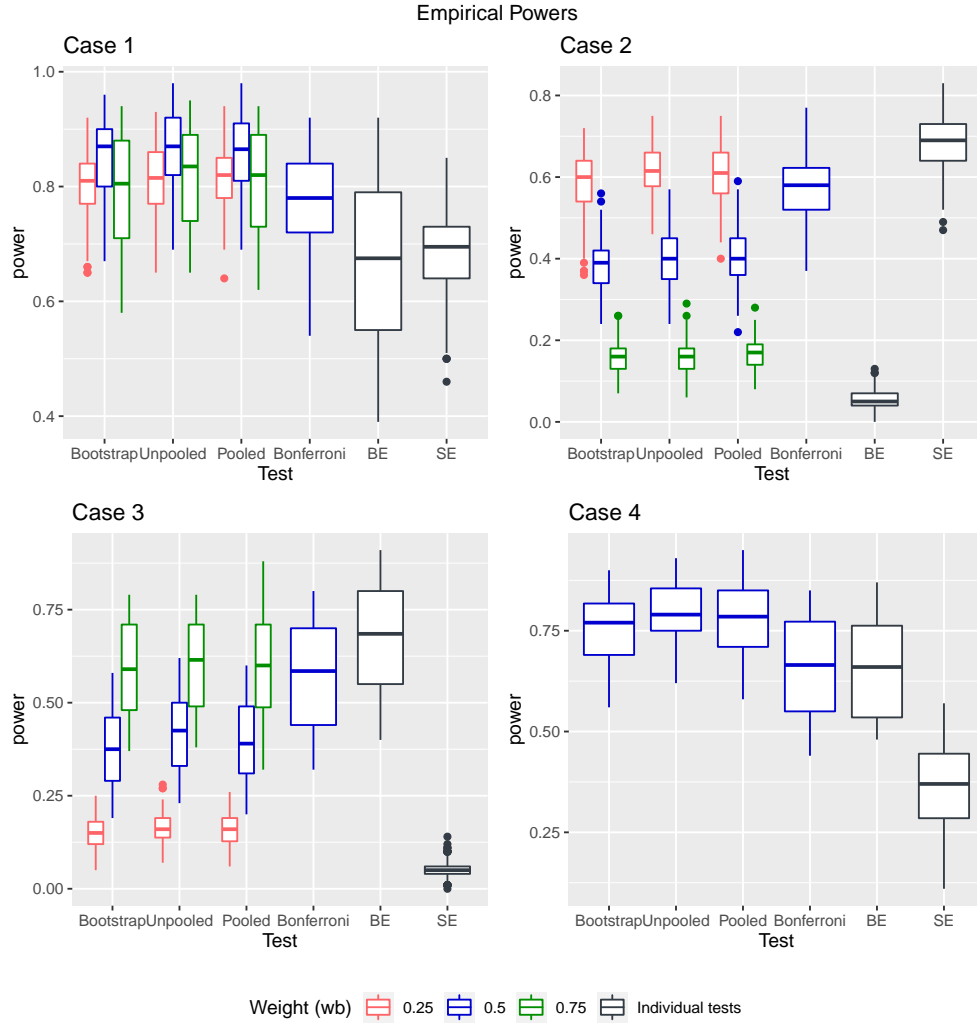 Empirical Powers
Case 1
1.0
0.8
0.6
0.4
power
Bootstrap Unpooled Pooled Bonferroni BE SE
Test
Case 2
0.8
0.6
0.4
0.2
0.0
power
Bootstrap Unpooled Pooled Bonferroni BE SE
Test
Case 3
0.75
0.50
0.25
0.00
power
Bootstrap Unpooled Pooled Bonferroni BE SE
Test
Case 4
0.75
0.50
0.25
power
Bootstrap Unpooled Pooled Bonferroni BE SE
Test
Weight (wb) 0.25 0.5 0.75 Individual tests